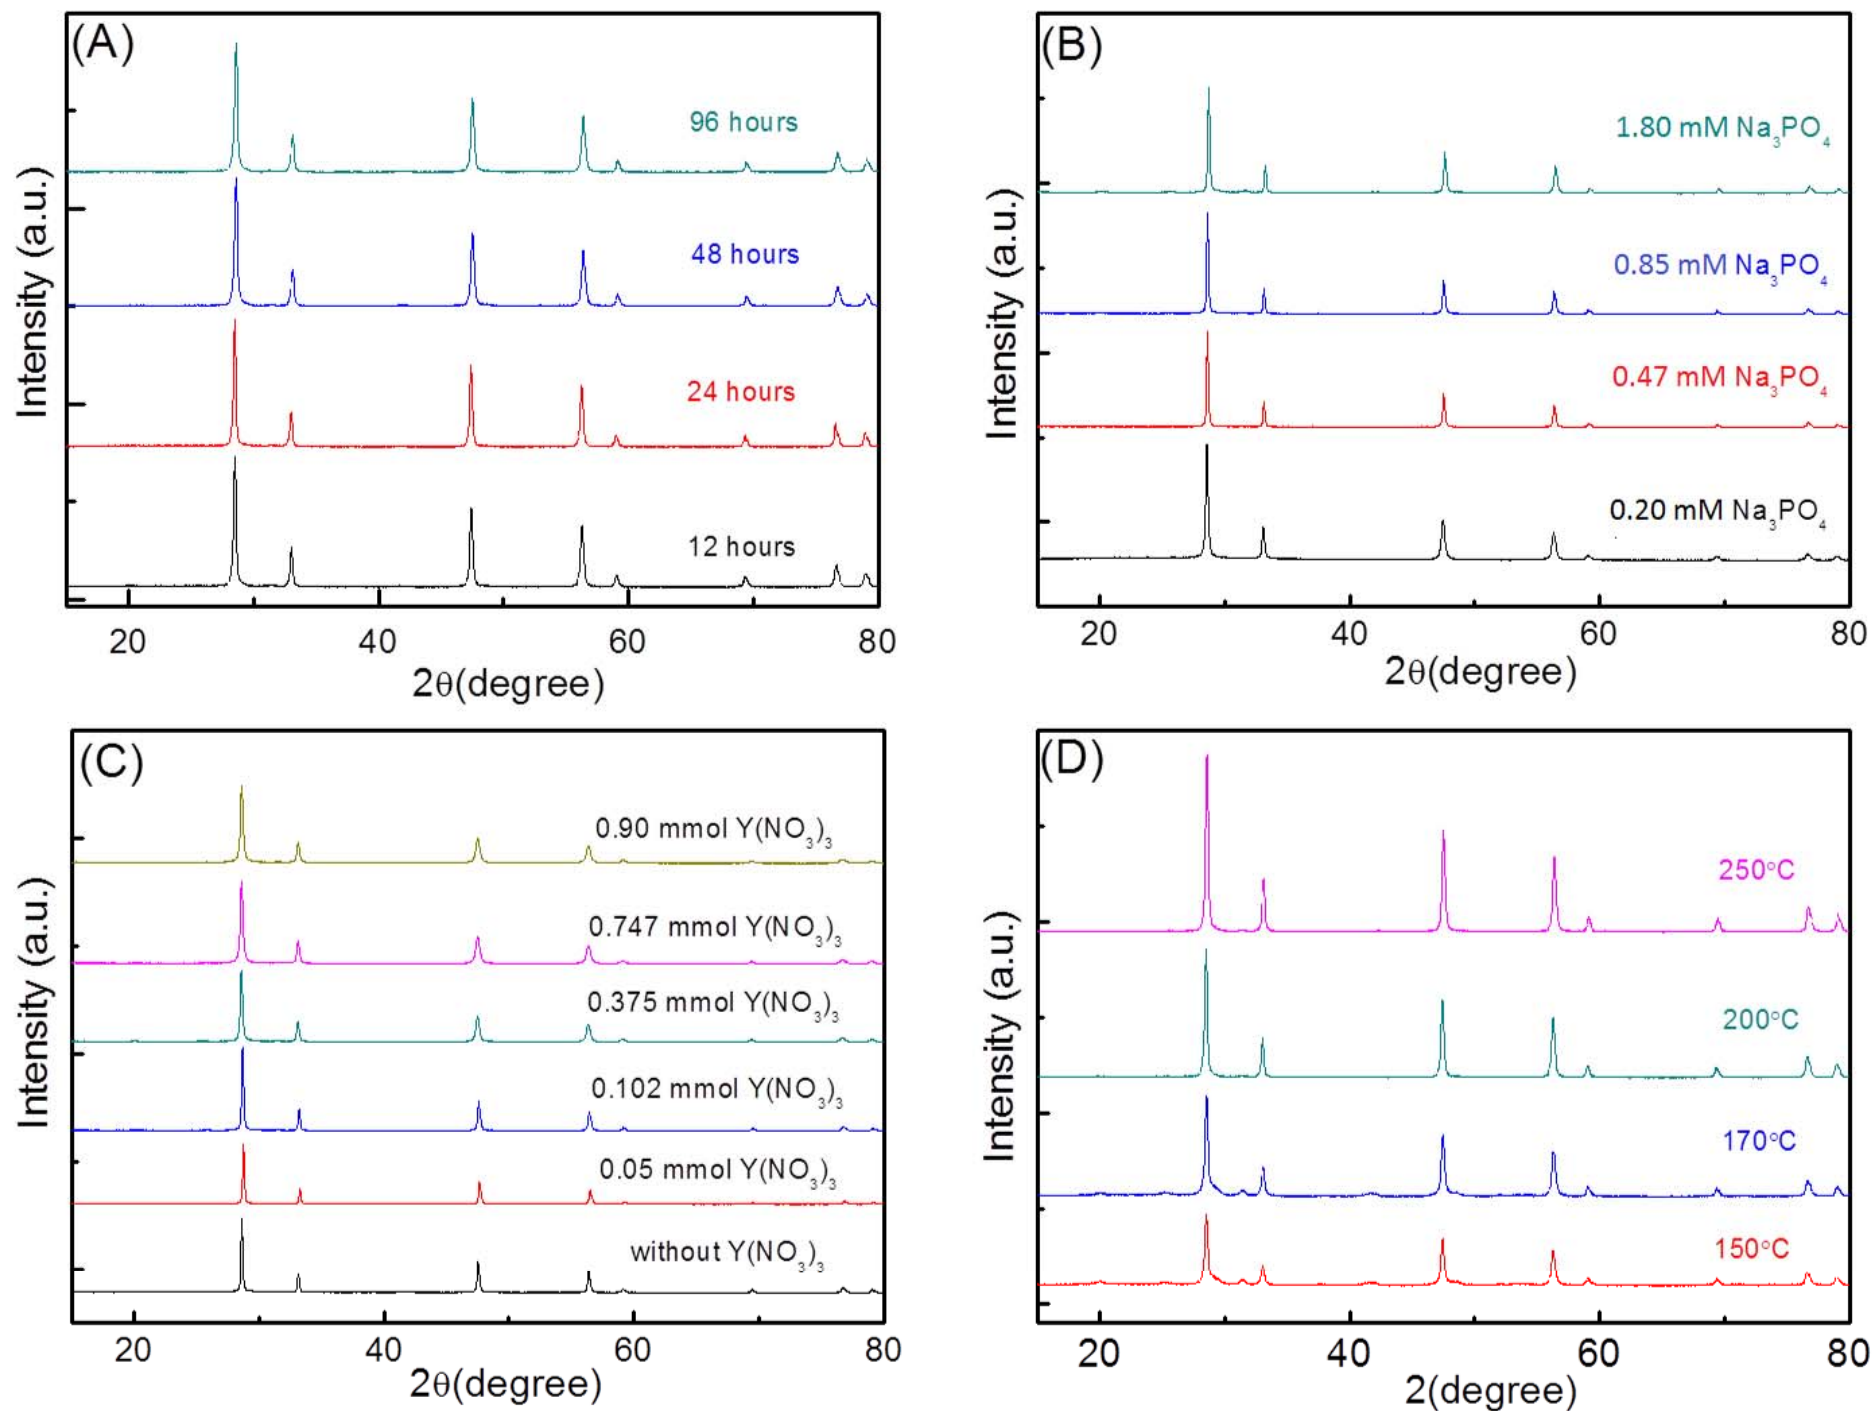 (A)
96 hours
48 hours
24 hours
12 hours
Intensity (a.u.)
20 40 60 80
2θ(degree)
(B)
1.80 mM Na₃PO₄
0.85 mM Na₃PO₄
0.47 mM Na₃PO₄
0.20 mM Na₃PO₄
Intensity (a.u.)
20 40 60 80
2θ(degree)
(C)
0.90 mmol Y(NO₃)₃
0.747 mmol Y(NO₃)₃
0.375 mmol Y(NO₃)₃
0.102 mmol Y(NO₃)₃
0.05 mmol Y(NO₃)₃
without Y(NO₃)₃
Intensity (a.u.)
20 40 60 80
2θ(degree)
(D)
250°C
200°C
170°C
150°C
Intensity (a.u.)
20 40 60 80
2(degree)